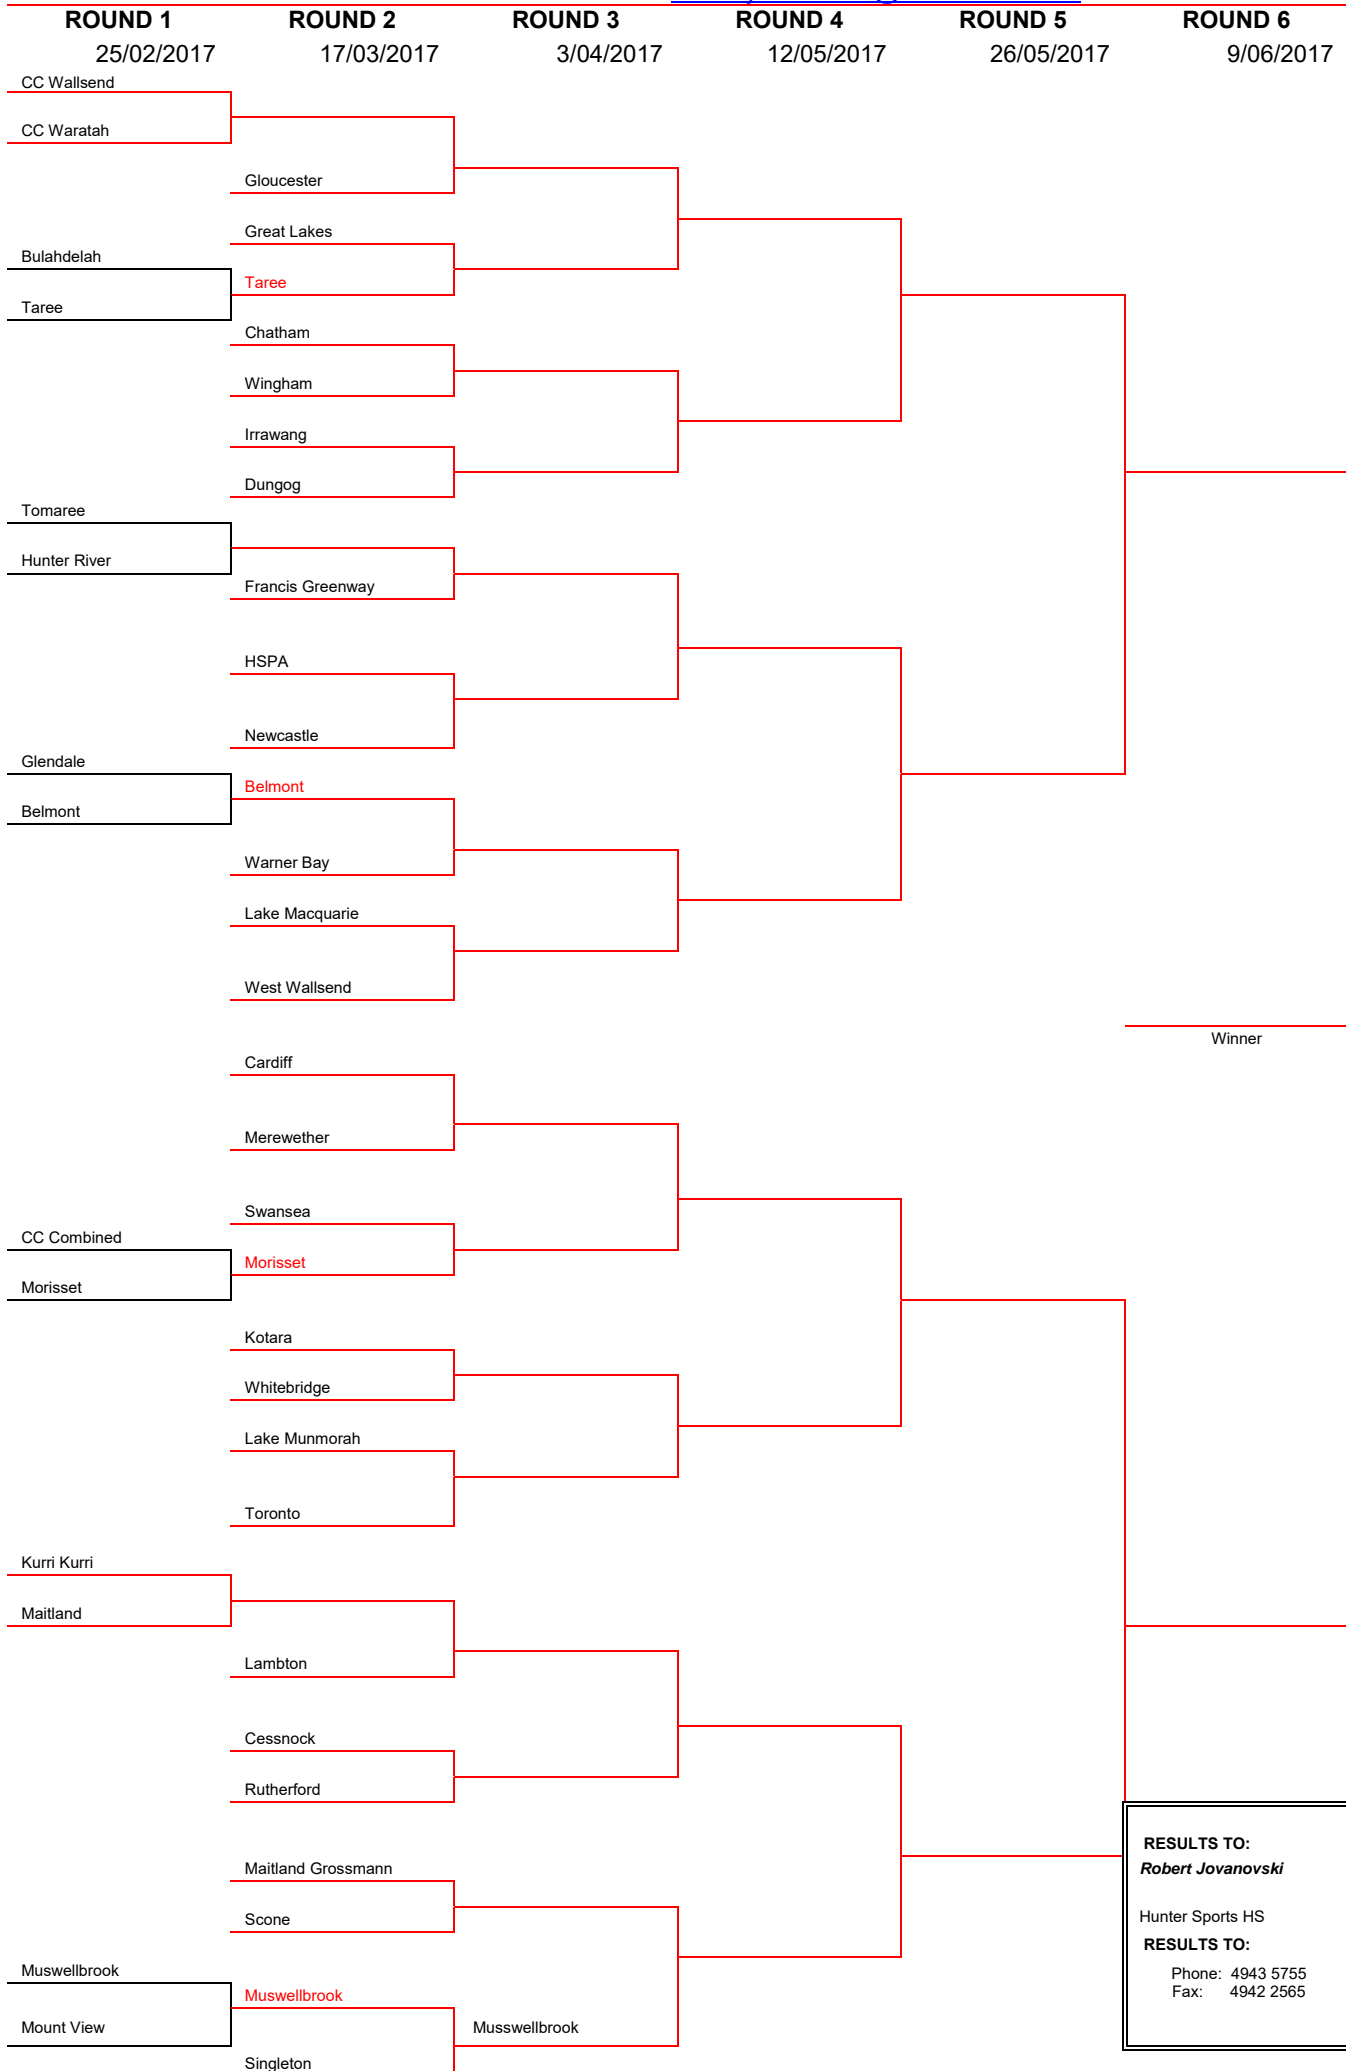 ROUND 1 ROUND 2 ROUND 3 ROUND 4 ROUND 5 ROUND 6
25/02/2017 17/03/2017 3/04/2017 12/05/2017 26/05/2017 9/06/2017
CC Wallsend
CC Waratah
Gloucester
Great Lakes
Bulahdelah
Taree
Taree
Chatham
Wingham
Irrawang
Dungog
Tomaree
Hunter River
Francis Greenway
HSPA
Newcastle
Glendale
Belmont
Belmont
Warner Bay
Lake Macquarie
West Wallsend
Winner
Cardiff
Merewether
Swansea
CC Combined
Morisset
Morisset
Kotara
Whitebridge
Lake Munmorah
Toronto
Kurri Kurri
Maitland
Lambton
Cessnock
Rutherford
RESULTS TO:
Robert Jovanovski
Maitland Grossmann
Scone
Hunter Sports HS
RESULTS TO:
Muswellbrook
Phone: 4943 5755
Fax: 4942 2565
Muswellbrook
Mount View
Musswellbrook
Singleton